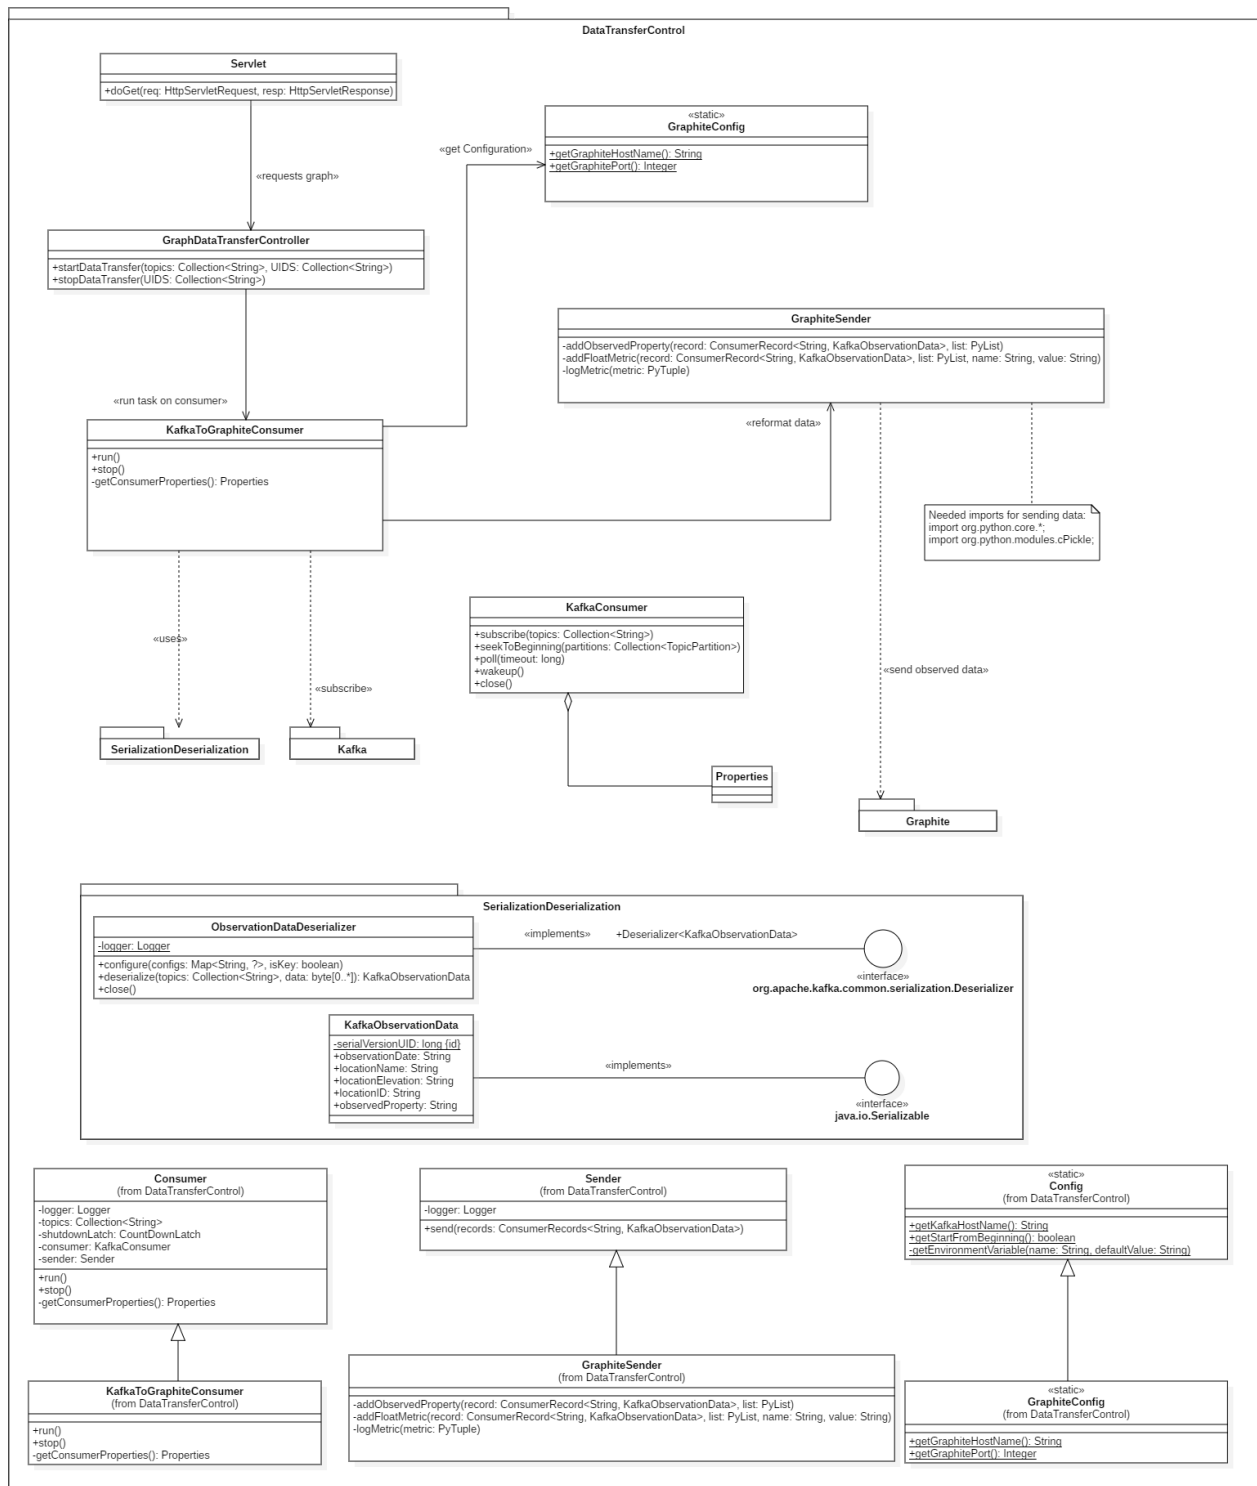 DataTransferControl
Servlet
+doGet(req: HttpServletRequest, resp: HttpServletResponse)
«static»
GraphiteConfig
+getGraphiteHostName(): String
+getGraphitePort(): Integer
«get Configuration»
«requests graph»
GraphDataTransferController
+startDataTransfer(topics: Collection<String>, UIDS: Collection<String>)
+stopDataTransfer(UIDS: Collection<String>)
GraphiteSender
-addObservedProperty(record: ConsumerRecord<String, KafkaObservationData>, list: PyList)
-addFloatMetric(record: ConsumerRecord<String, KafkaObservationData>, list: PyList, name: String, value: String)
-logMetric(metric: PyTuple)
«run task on consumer»
«reformat data»
KafkaToGraphiteConsumer
+run()
+stop()
-getConsumerProperties(): Properties
Needed imports for sending data:
import org.python.core.*;
import org.python.modules.cPickle;
KafkaConsumer
+subscribe(topics: Collection<String>)
+seekToBeginning(partitions: Collection<TopicPartition>)
+poll(timeout: long)
+wakeup()
+close()
«uses»
«subscribe»
«send observed data»
SerializationDeserialization
Kafka
Properties
Graphite
SerializationDeserialization
ObservationDataDeserializer
-logger: Logger
+configure(configs: Map<String, ?>, isKey: boolean)
+deserialize(topics: Collection<String>, data: byte[0..*]): KafkaObservationData
+close()
«implements»
+Deserializer<KafkaObservationData>
«interface»
org.apache.kafka.common.serialization.Deserializer
KafkaObservationData
-serialVersionUID: long {id}
+observationDate: String
+locationName: String
+locationElevation: String
+locationID: String
+observedProperty: String
«implements»
«interface»
java.io.Serializable
Consumer
(from DataTransferControl)
-logger: Logger
-topics: Collection<String>
-shutdownLatch: CountDownLatch
-consumer: KafkaConsumer
-sender: Sender
+run()
+stop()
-getConsumerProperties(): Properties
Sender
(from DataTransferControl)
-logger: Logger
+send(records: ConsumerRecords<String, KafkaObservationData>)
«static»
Config
(from DataTransferControl)
+getKafkaHostName(): String
+getStartFromBeginning(): boolean
-getEnvironmentVariable(name: String, defaultValue: String)
KafkaToGraphiteConsumer
(from DataTransferControl)
+run()
+stop()
-getConsumerProperties(): Properties
GraphiteSender
(from DataTransferControl)
-addObservedProperty(record: ConsumerRecord<String, KafkaObservationData>, list: PyList)
-addFloatMetric(record: ConsumerRecord<String, KafkaObservationData>, list: PyList, name: String, value: String)
-logMetric(metric: PyTuple)
«static»
GraphiteConfig
(from DataTransferControl)
+getGraphiteHostName(): String
+getGraphitePort(): Integer